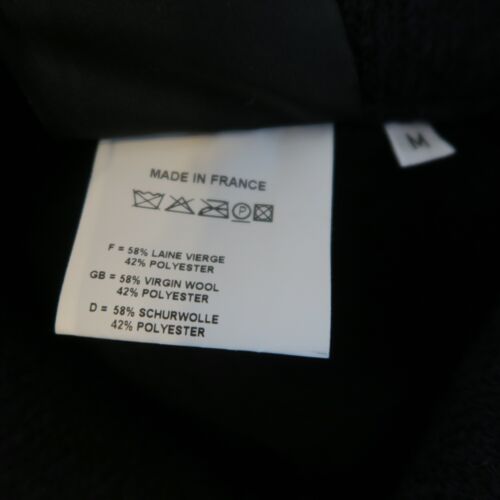 MADE IN FRANCE
P
F = 58% LAINE VIERGE
42% POLYESTER
GB = 58% VIRGIN WOOL
42% POLYESTER
D = 58% SCHURWOLLE
42% POLYESTER
M